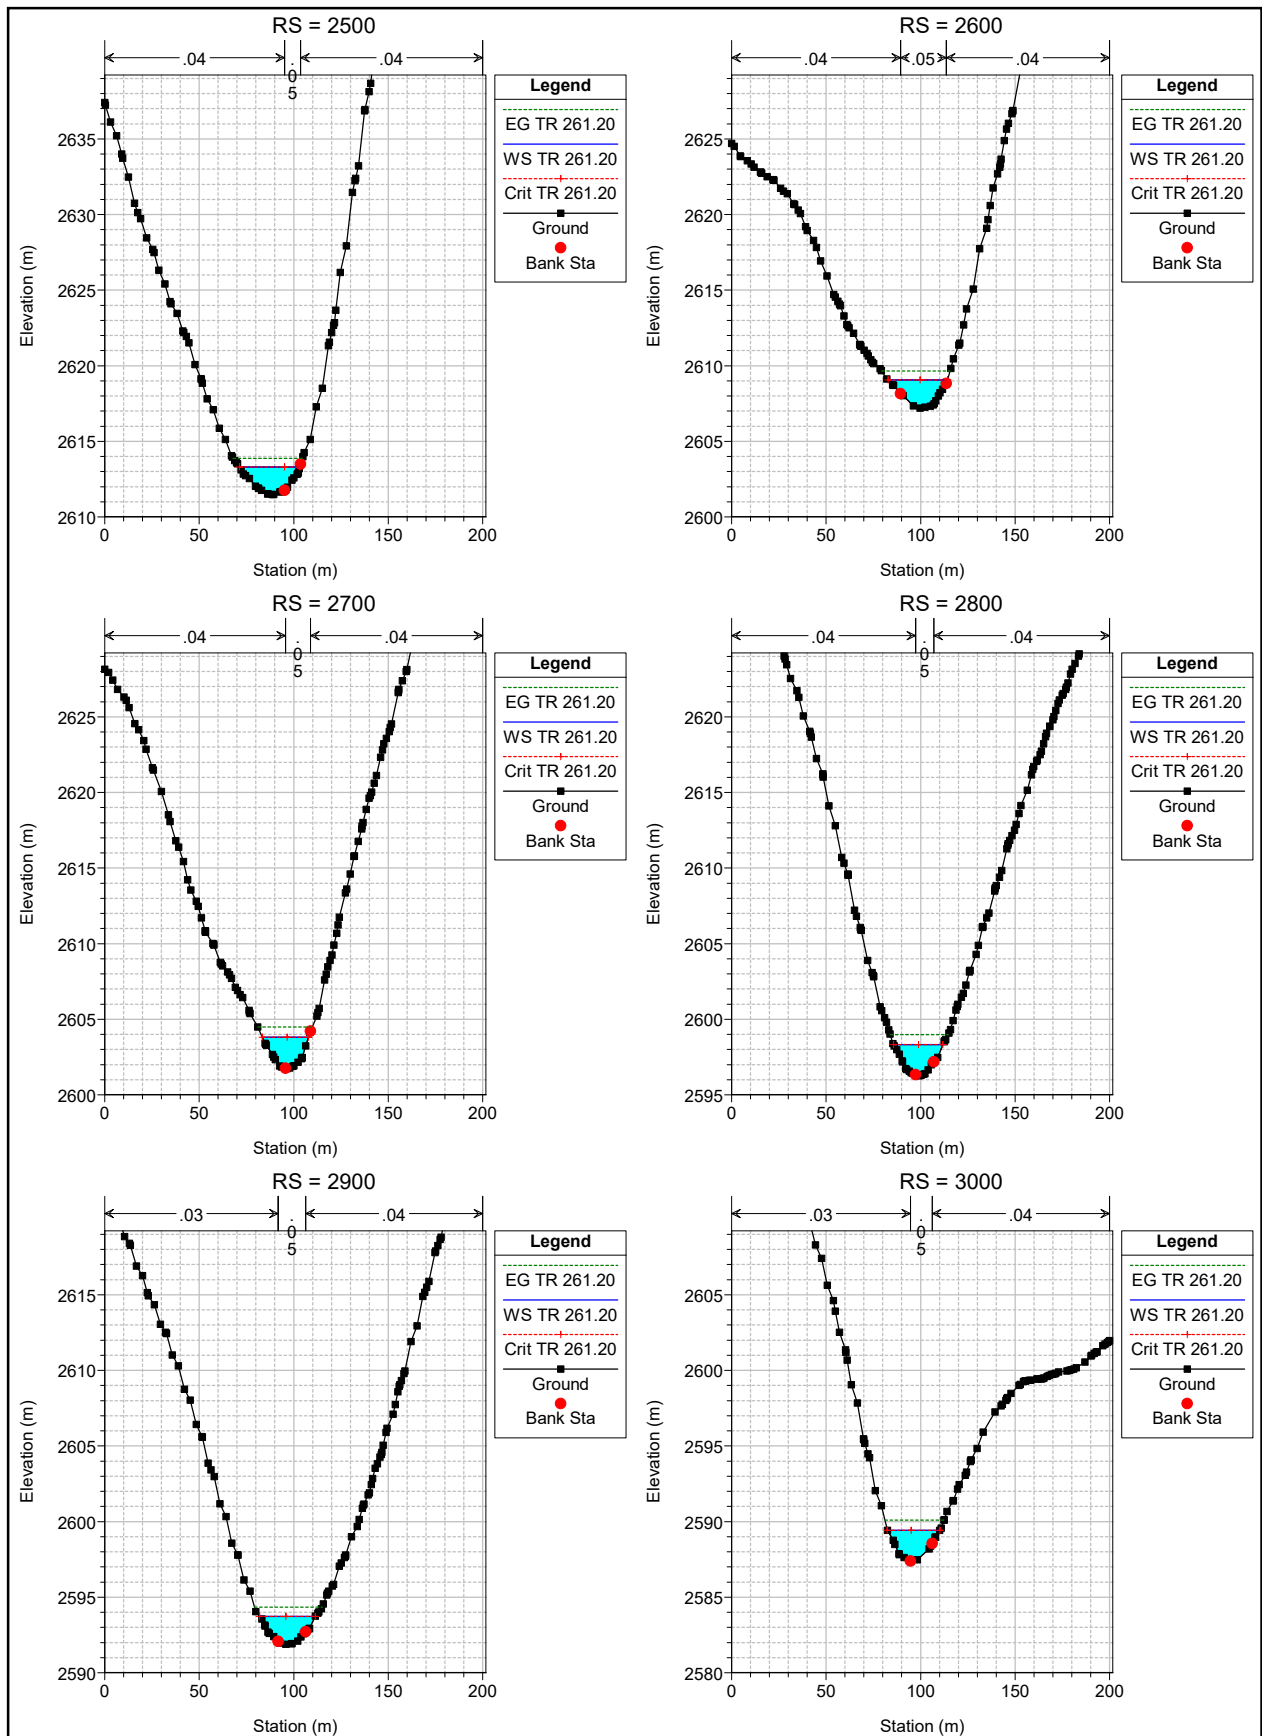 RS = 2500
.04
.05
.04
Elevation (m)
2635
2630
2625
2620
2615
2610
0
50
100
150
200
Station (m)
Legend
EG TR 261.20
WS TR 261.20
Crit TR 261.20
Ground
Bank Sta
RS = 2600
.04
.05
.04
Elevation (m)
2625
2620
2615
2610
2605
2600
0
50
100
150
200
Station (m)
Legend
EG TR 261.20
WS TR 261.20
Crit TR 261.20
Ground
Bank Sta
RS = 2700
.04
.05
.04
Elevation (m)
2625
2620
2615
2610
2605
2600
0
50
100
150
200
Station (m)
Legend
EG TR 261.20
WS TR 261.20
Crit TR 261.20
Ground
Bank Sta
RS = 2800
.04
.05
.04
Elevation (m)
2620
2615
2610
2605
2600
2595
0
50
100
150
200
Station (m)
Legend
EG TR 261.20
WS TR 261.20
Crit TR 261.20
Ground
Bank Sta
RS = 2900
.03
.05
.04
Elevation (m)
2615
2610
2605
2600
2595
2590
0
50
100
150
200
Station (m)
Legend
EG TR 261.20
WS TR 261.20
Crit TR 261.20
Ground
Bank Sta
RS = 3000
.03
.05
.04
Elevation (m)
2605
2600
2595
2590
2585
2580
0
50
100
150
200
Station (m)
Legend
EG TR 261.20
WS TR 261.20
Crit TR 261.20
Ground
Bank Sta